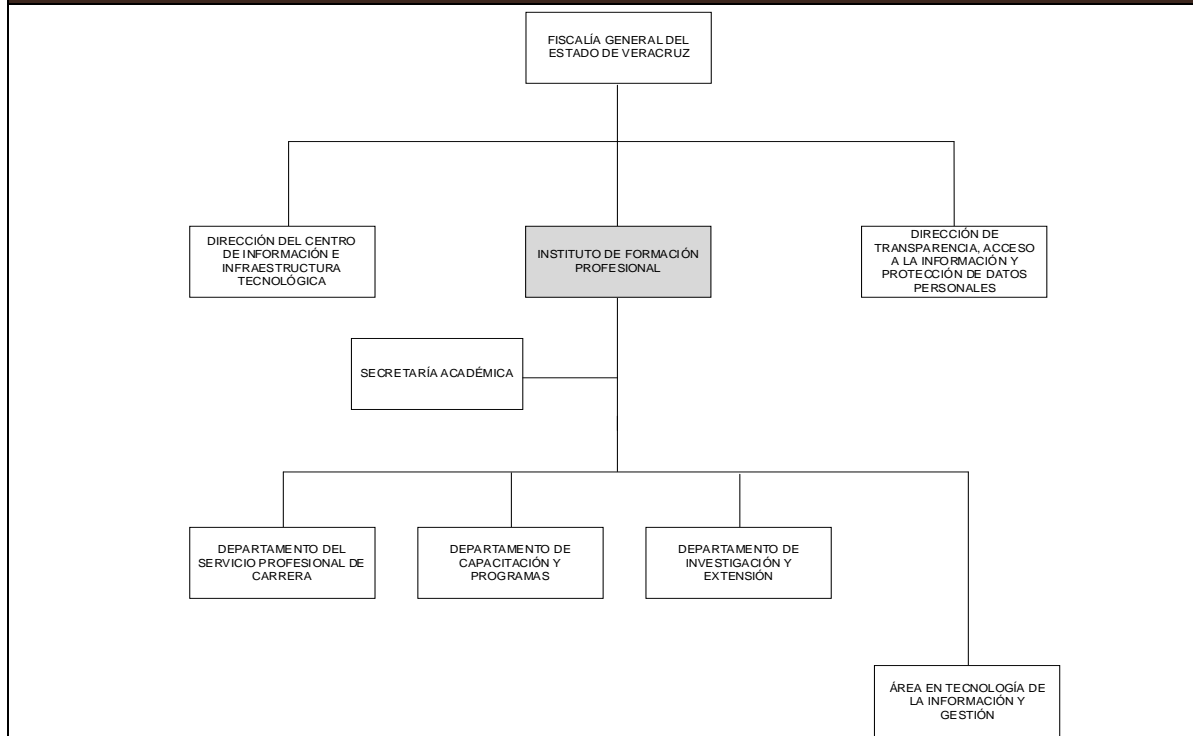 FISCALÍA GENERAL DEL
ESTADO DE VERACRUZ
DIRECCIÓN DEL CENTRO
DE INFORMACIÓN E
INFRAESTRUCTURA
TECNOLÓGICA
INSTITUTO DE FORMACIÓN
PROFESIONAL
DIRECCIÓN DE
TRANSPARENCIA, ACCESO
A LA INFORMACIÓN Y
PROTECCIÓN DE DATOS
PERSONALES
SECRETARÍA ACADÉMICA
DEPARTAMENTO DEL
SERVICIO PROFESIONAL DE
CARRERA
DEPARTAMENTO DE
CAPACITACIÓN Y
PROGRAMAS
DEPARTAMENTO DE
INVESTIGACIÓN Y
EXTENSIÓN
ÁREA EN TECNOLOGÍA DE
LA INFORMACIÓN Y
GESTIÓN